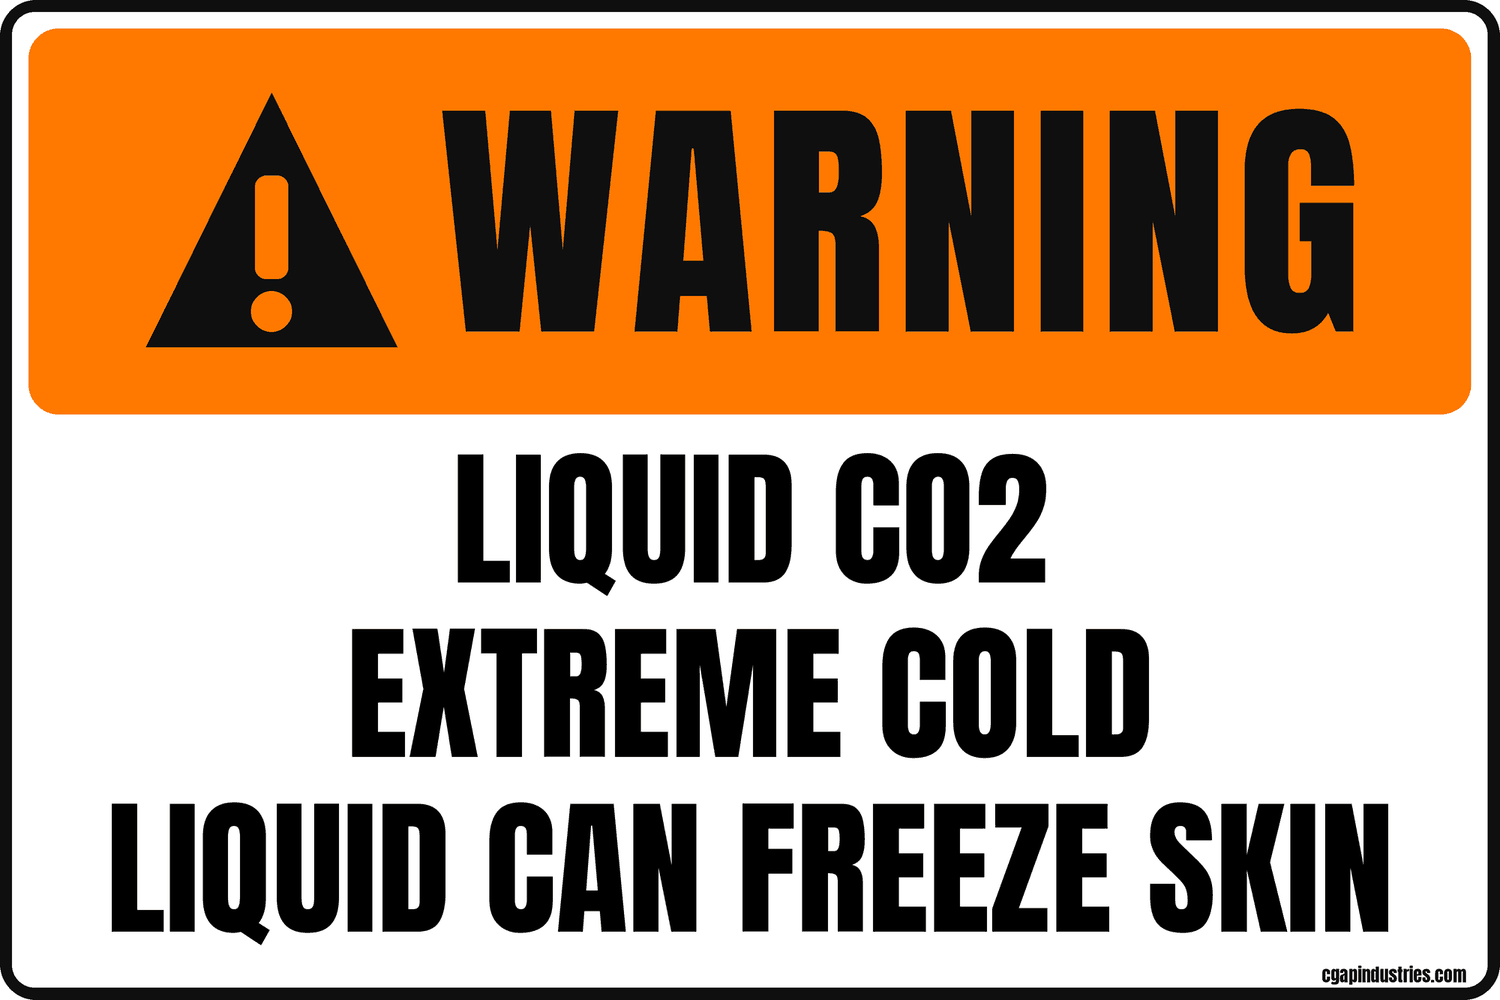 WARNING
LIQUID CO2
EXTREME COLD
LIQUID CAN FREEZE SKIN
cgapindustries.com